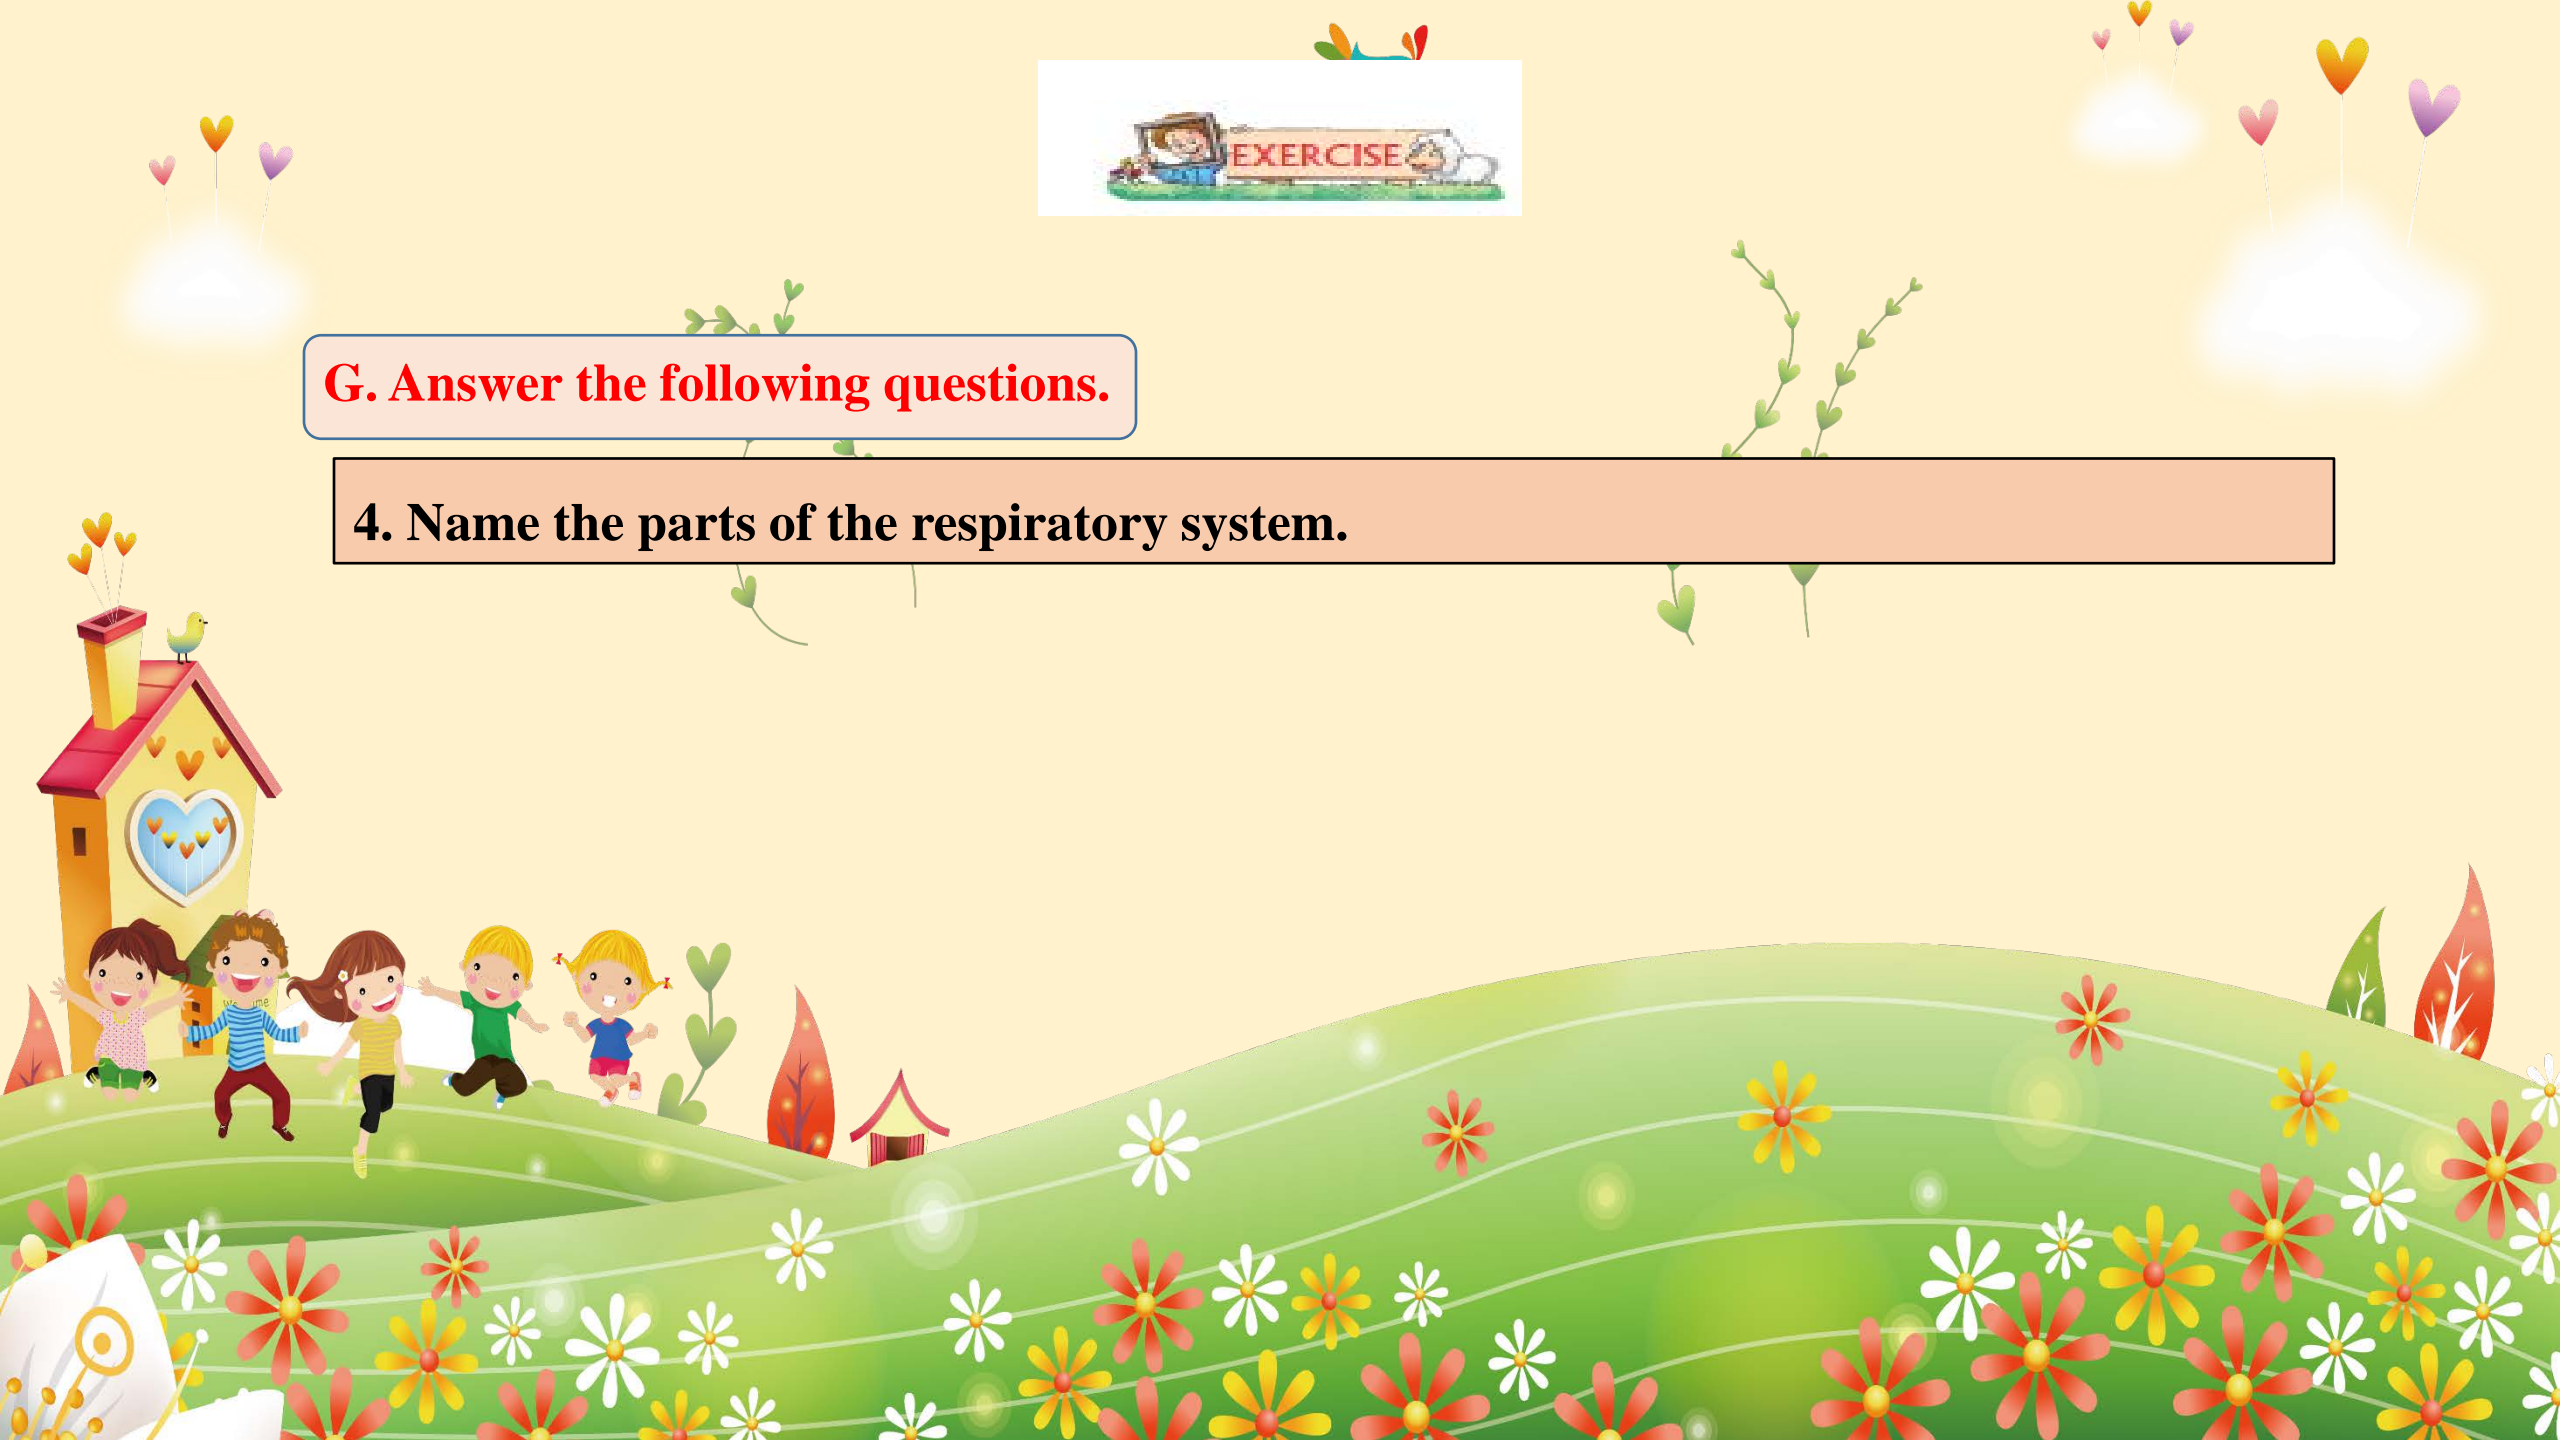 EXERCISE
G. Answer the following questions.
4. Name the parts of the respiratory system.